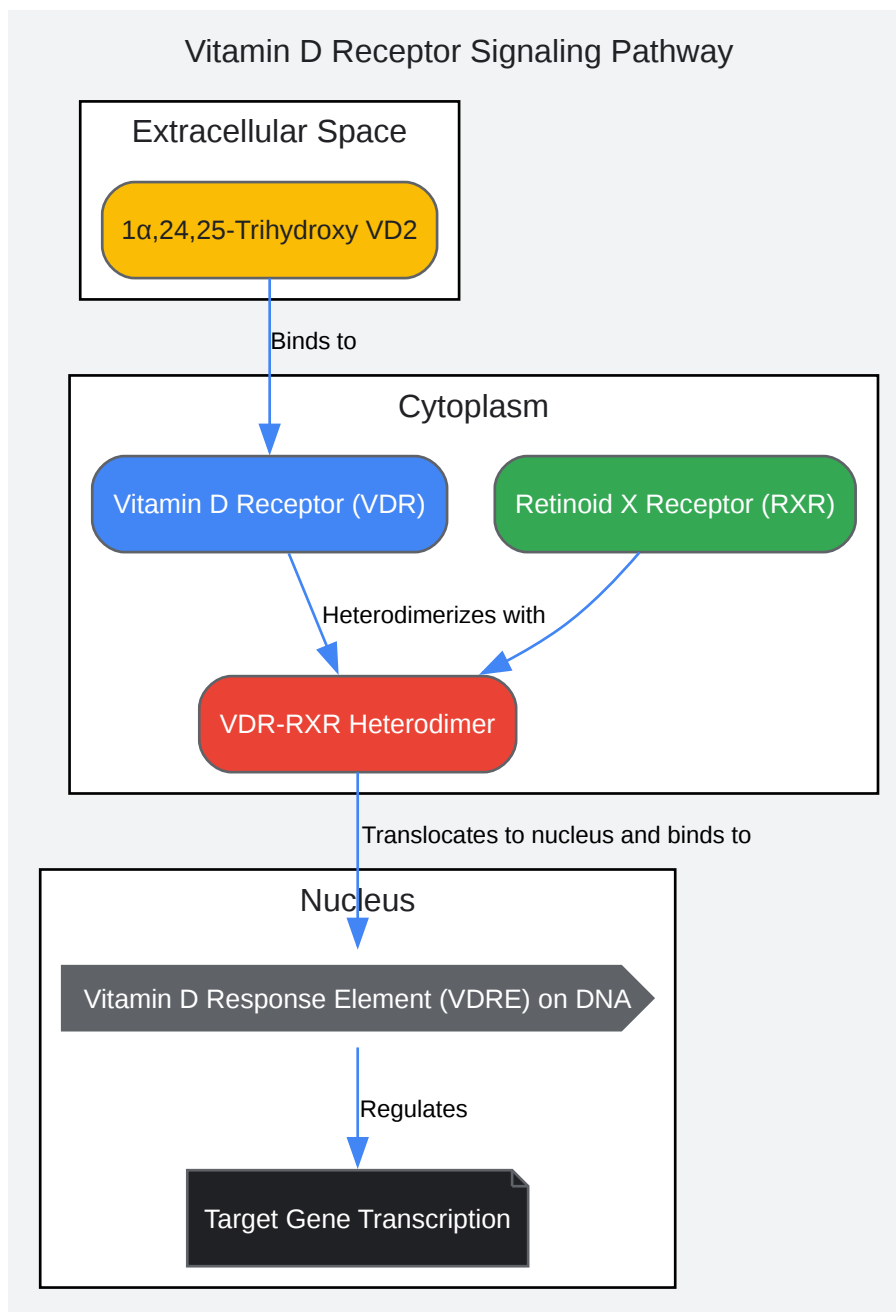 Vitamin D Receptor Signaling Pathway
Extracellular Space
1α,24,25-Trihydroxy VD2
Binds to
Cytoplasm
Vitamin D Receptor (VDR)
Retinoid X Receptor (RXR)
Heterodimerizes with
VDR-RXR Heterodimer
Translocates to nucleus and binds to
Nucleus
Vitamin D Response Element (VDRE) on DNA
Regulates
Target Gene Transcription